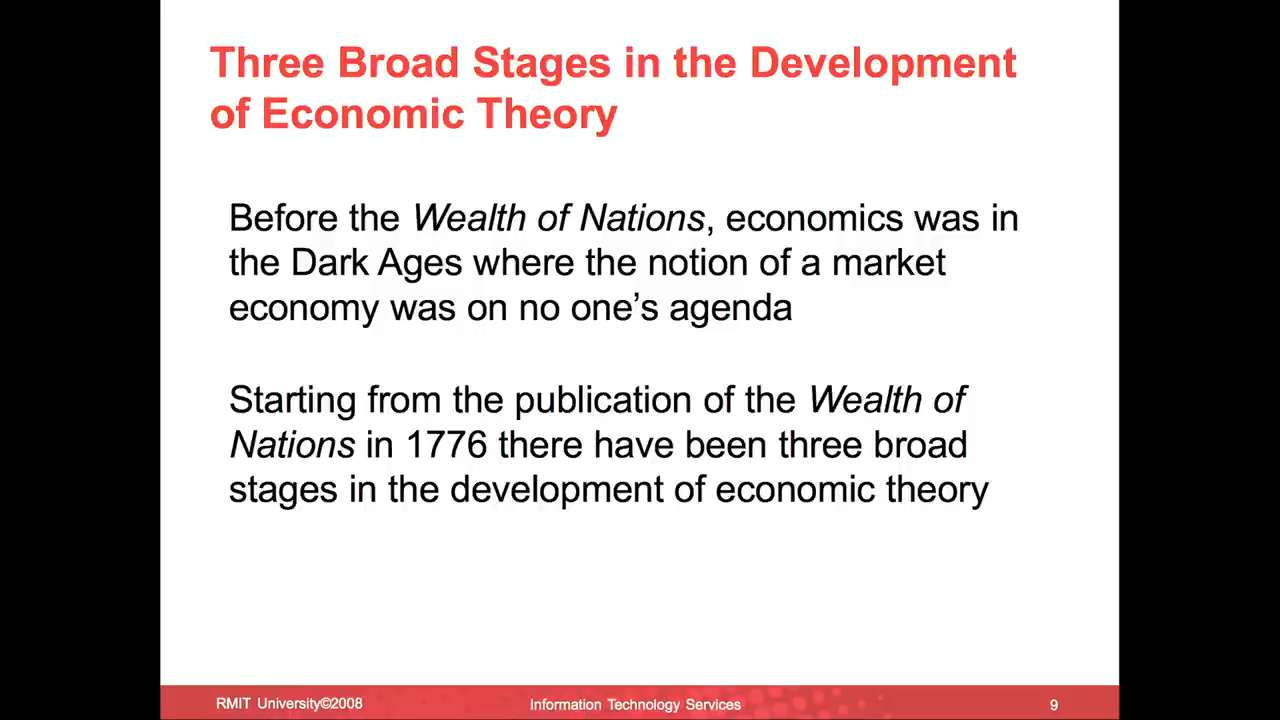 Three Broad Stages in the Development
of Economic Theory
Before the Wealth of Nations, economics was in
the Dark Ages where the notion of a market
economy was on no one’s agenda
Starting from the publication of the Wealth of
Nations in 1776 there have been three broad
stages in the development of economic theory
RMIT University©2008
Information Technology Services
9